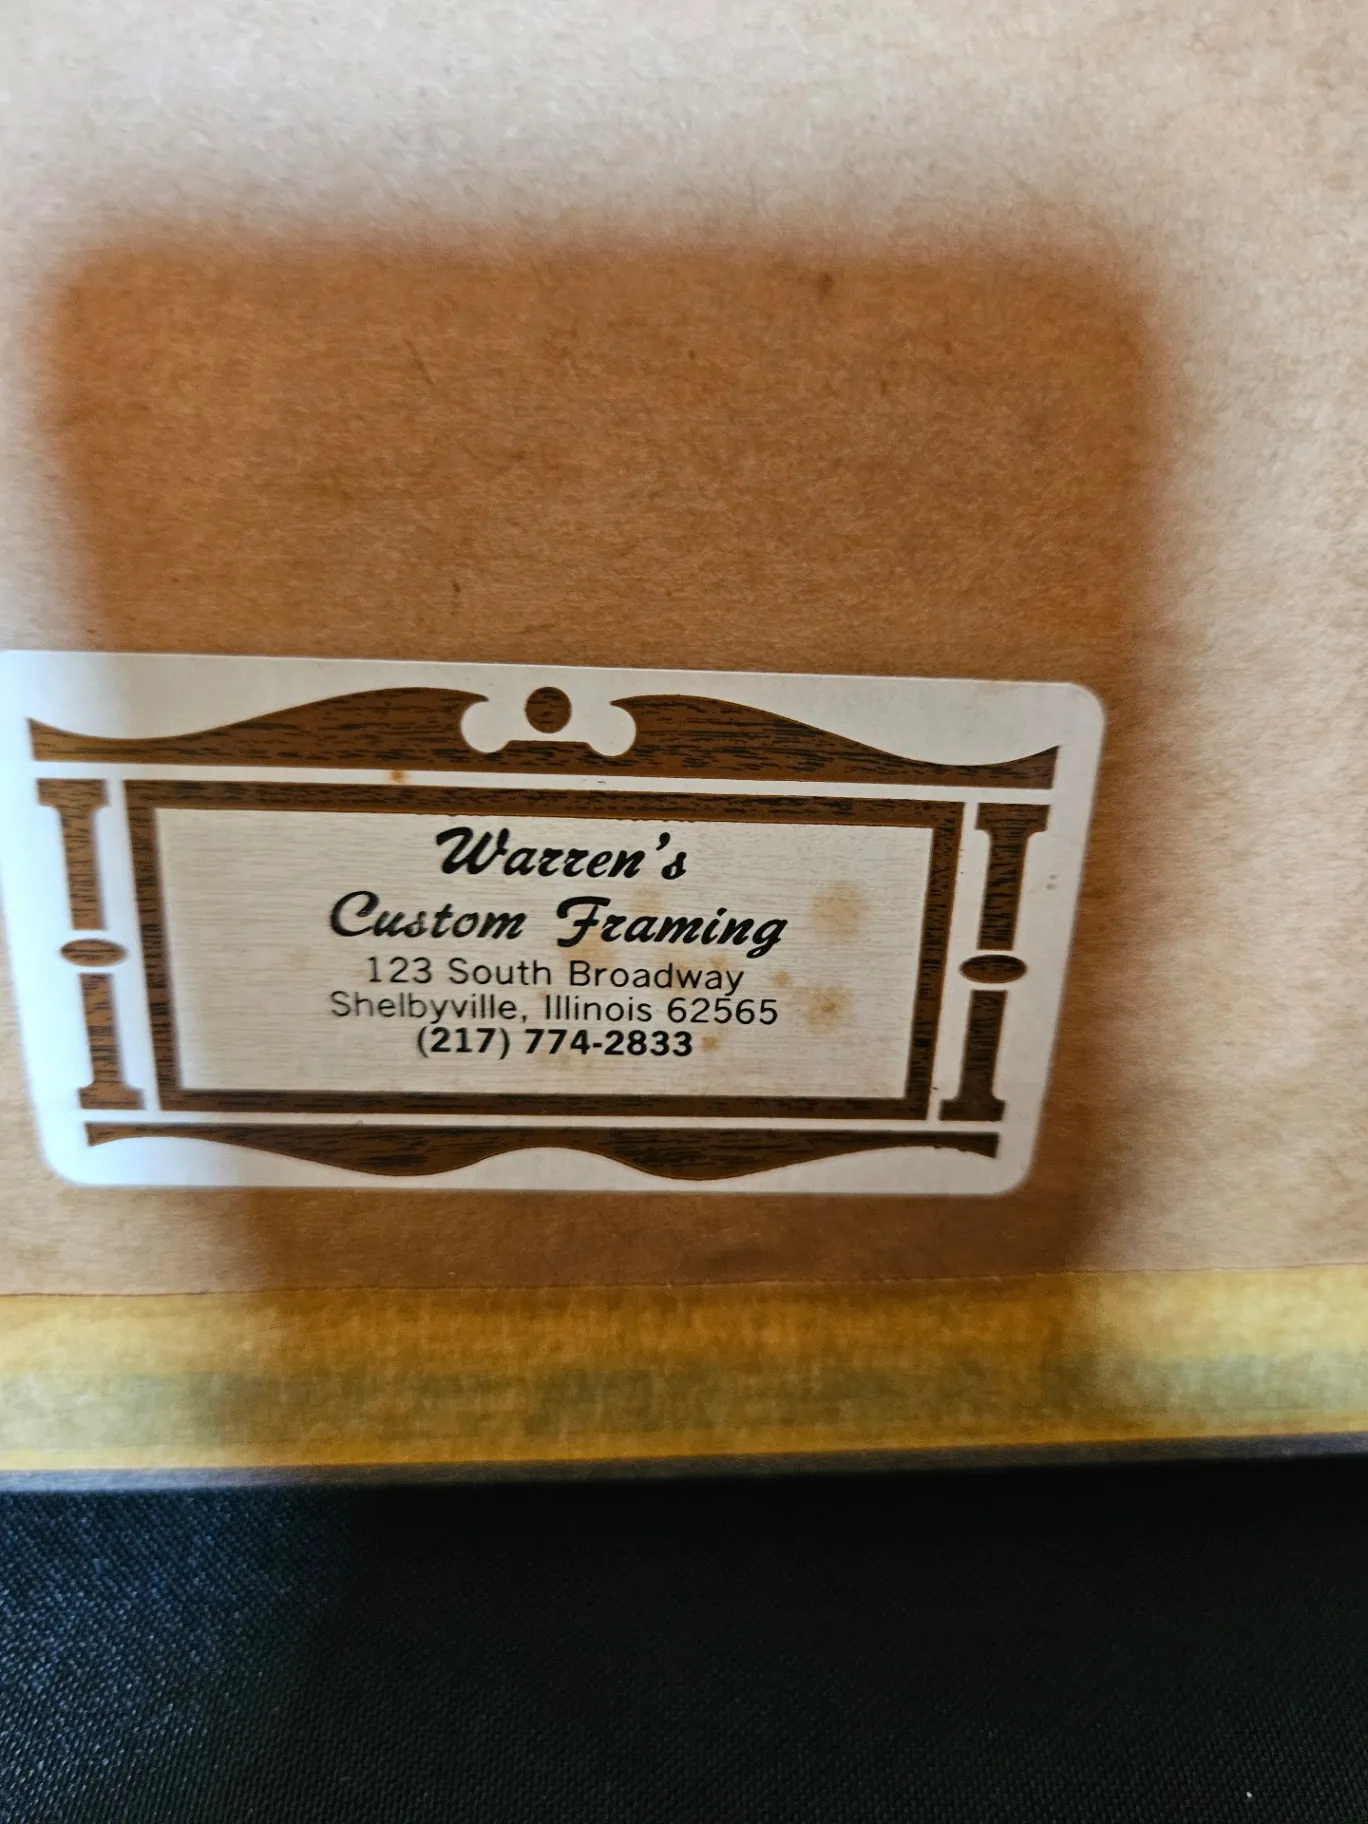 Warren's
Custom Framing
123 South Broadway
Shelbyville, Illinois 62565
(217) 774-2833